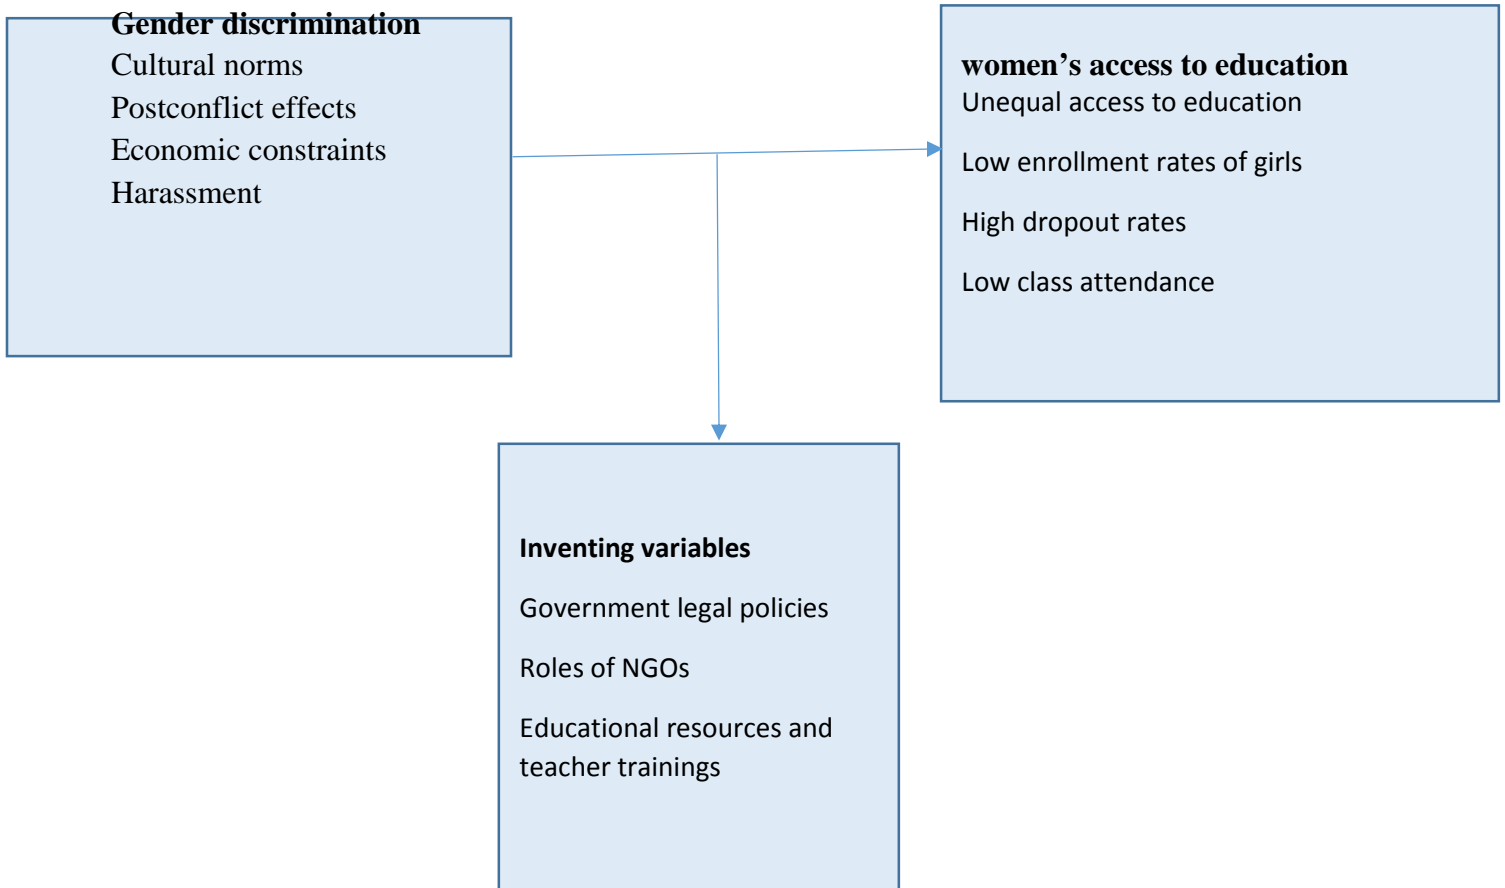 Gender discrimination
Cultural norms
Postconflict effects
Economic constraints
Harassment
women’s access to education
Unequal access to education
Low enrollment rates of girls
High dropout rates
Low class attendance
Inventing variables
Government legal policies
Roles of NGOs
Educational resources and
teacher trainings